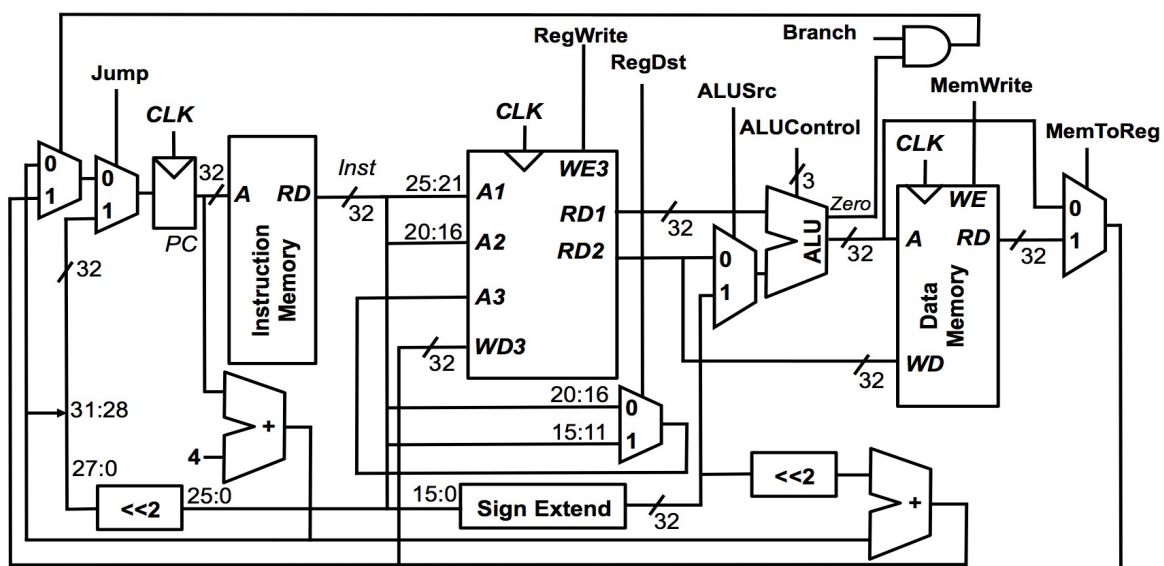 Branch
RegWrite
RegDst
Jump
ALUSrc
MemWrite
CLK
CLK
ALUControl
MemToReg
CLK
0
1
0
1
32
A
RD
Inst
32
25:21
A1
WE3
3
Zero
WE
0
PC
20:16
A2
RD1
32
RD2
0
1
ALU
32
A
RD
32
1
32
Instruction
Memory
A3
WD3
32
Data
Memory
WD
32
31:28
+
4
20:16
0
15:11
1
27:0
<<2
25:0
15:0
Sign Extend
32
<<2
+